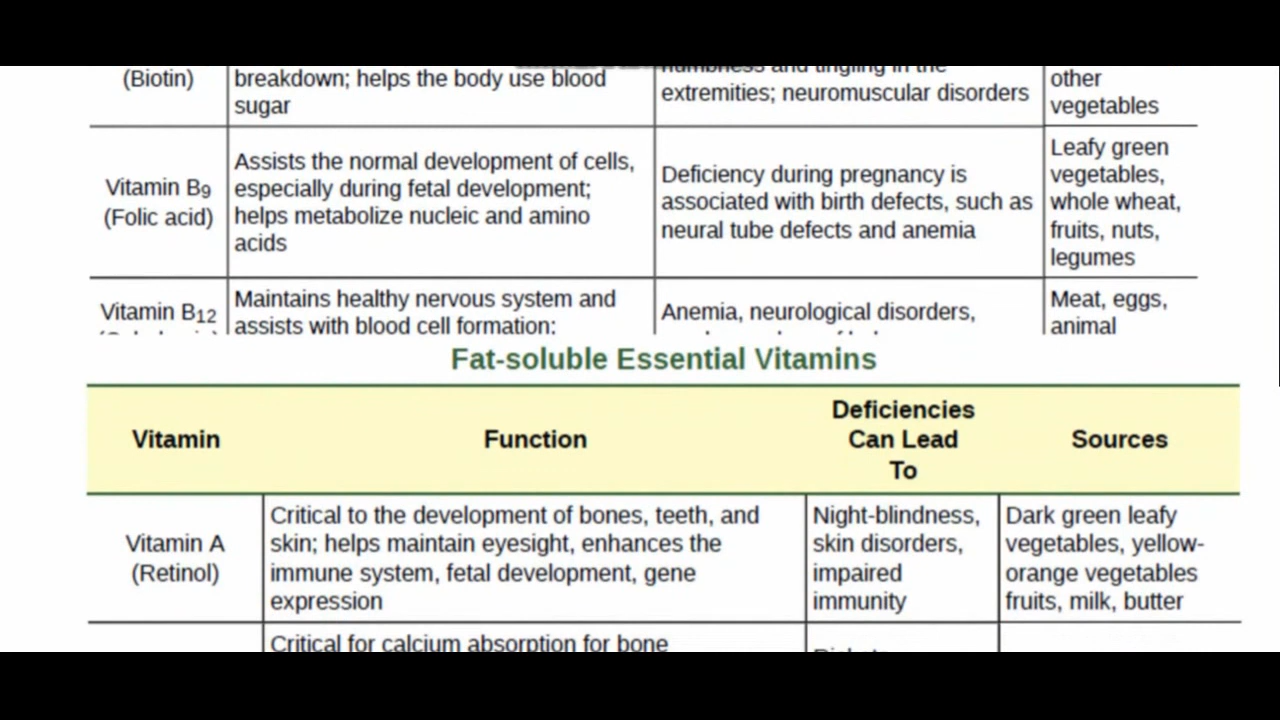 (Biotin)
breakdown; helps the body use blood
sugar
numbness and tingling in the
extremities; neuromuscular disorders
other
vegetables
Vitamin B9
(Folic acid)
Assists the normal development of cells,
especially during fetal development;
helps metabolize nucleic and amino
acids
Deficiency during pregnancy is
associated with birth defects, such as
neural tube defects and anemia
Leafy green
vegetables,
whole wheat,
fruits, nuts,
legumes
Vitamin B12
Maintains healthy nervous system and
assists with blood cell formation;
Anemia, neurological disorders,
Meat, eggs,
animal
Fat-soluble Essential Vitamins
Vitamin
Function
Deficiencies
Can Lead
To
Sources
Vitamin A
(Retinol)
Critical to the development of bones, teeth, and
skin; helps maintain eyesight, enhances the
immune system, fetal development, gene
expression
Night-blindness,
skin disorders,
impaired
immunity
Dark green leafy
vegetables, yellow-
orange vegetables
fruits, milk, butter
Critical for calcium absorption for bone